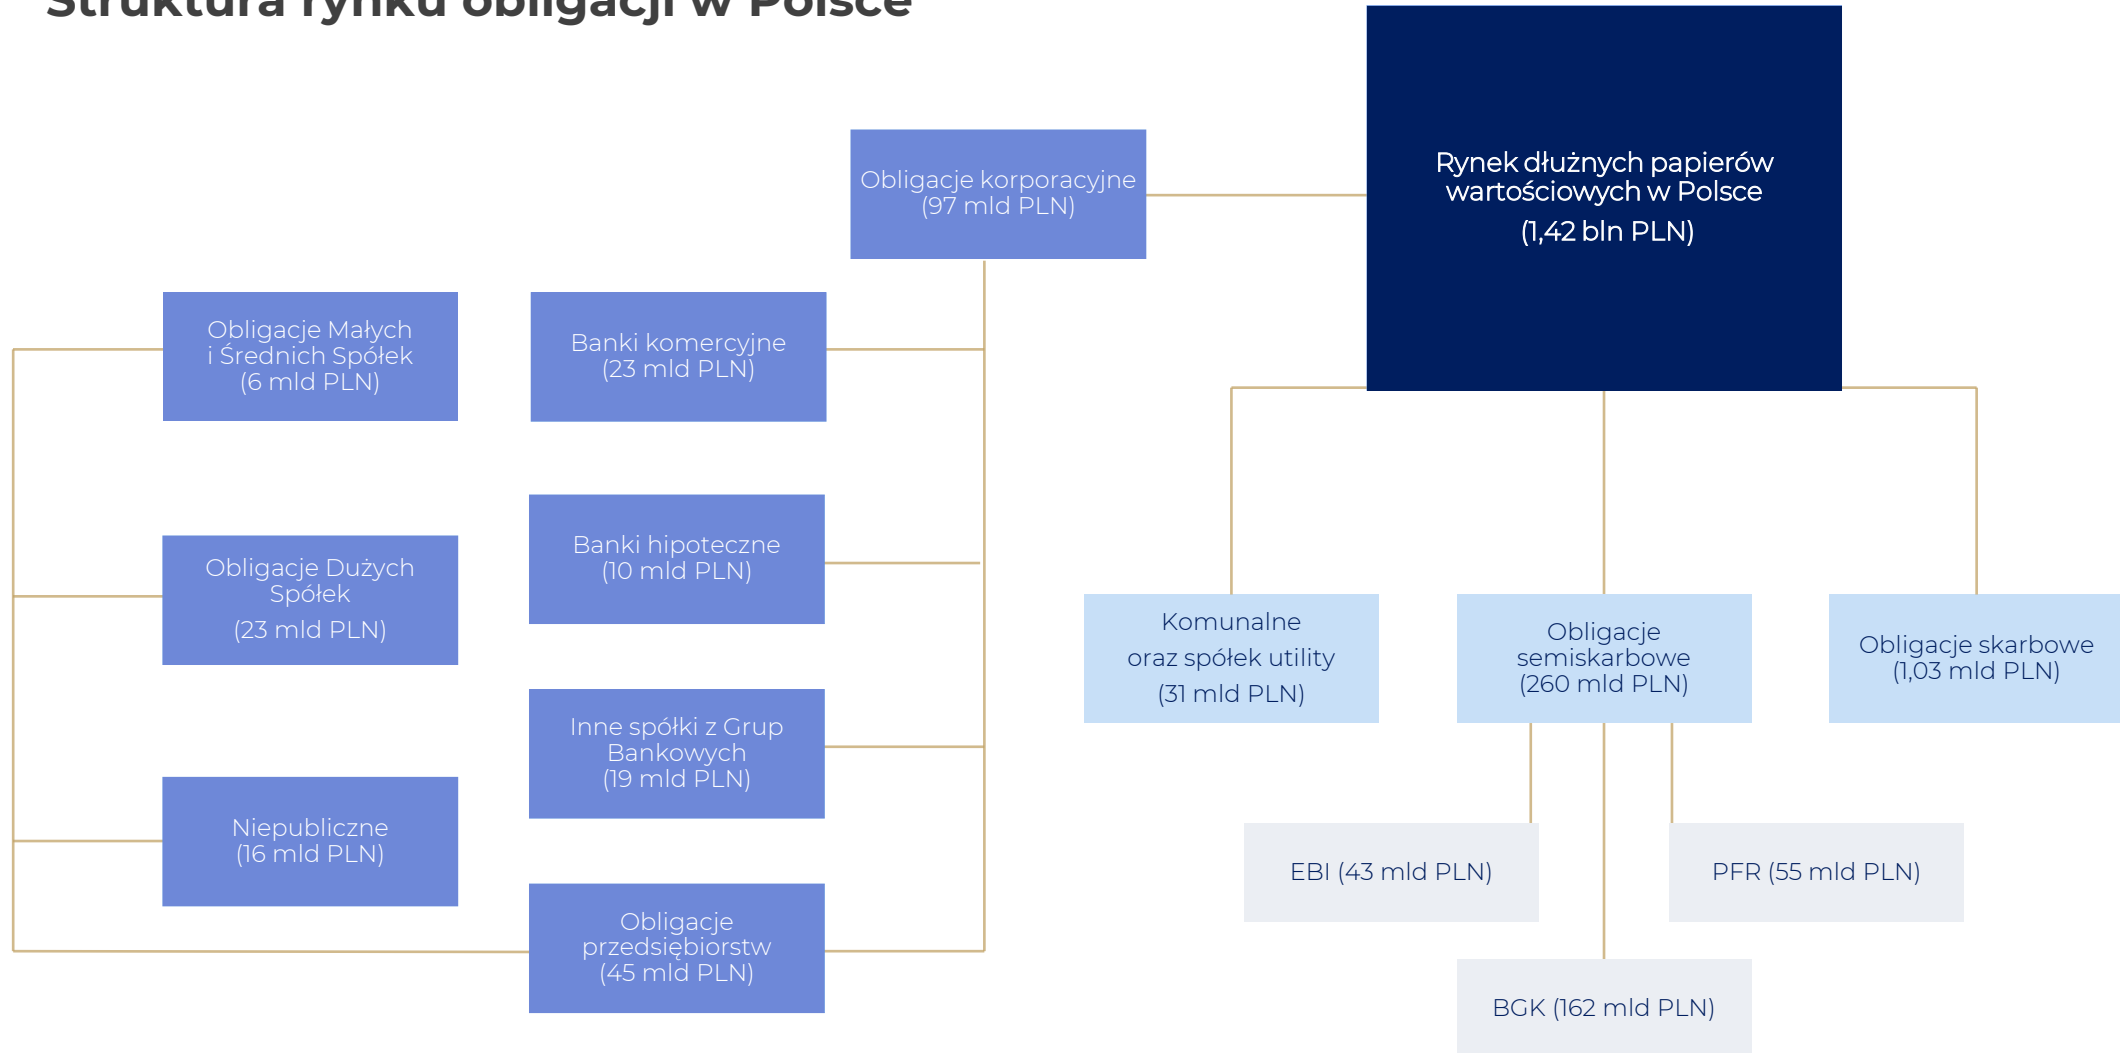 Struktura rynku obligacji w Polsce
Rynek dłużnych papierów
wartościowych w Polsce
(1,42 bln PLN)
Obligacje korporacyjne
(97 mld PLN)
Obligacje Małych
i Średnich Spółek
(6 mld PLN)
Banki komercyjne
(23 mld PLN)
Banki hipoteczne
(10 mld PLN)
Obligacje Dużych
Spółek
(23 mld PLN)
Inne spółki z Grup
Bankowych
(19 mld PLN)
Niepubliczne
(16 mld PLN)
Obligacje
przedsiębiorstw
(45 mld PLN)
Komunalne
oraz spółek utility
(31 mld PLN)
Obligacje
semiskarbowe
(260 mld PLN)
Obligacje skarbowe
(1,03 mld PLN)
EBI (43 mld PLN)
PFR (55 mld PLN)
BGK (162 mld PLN)